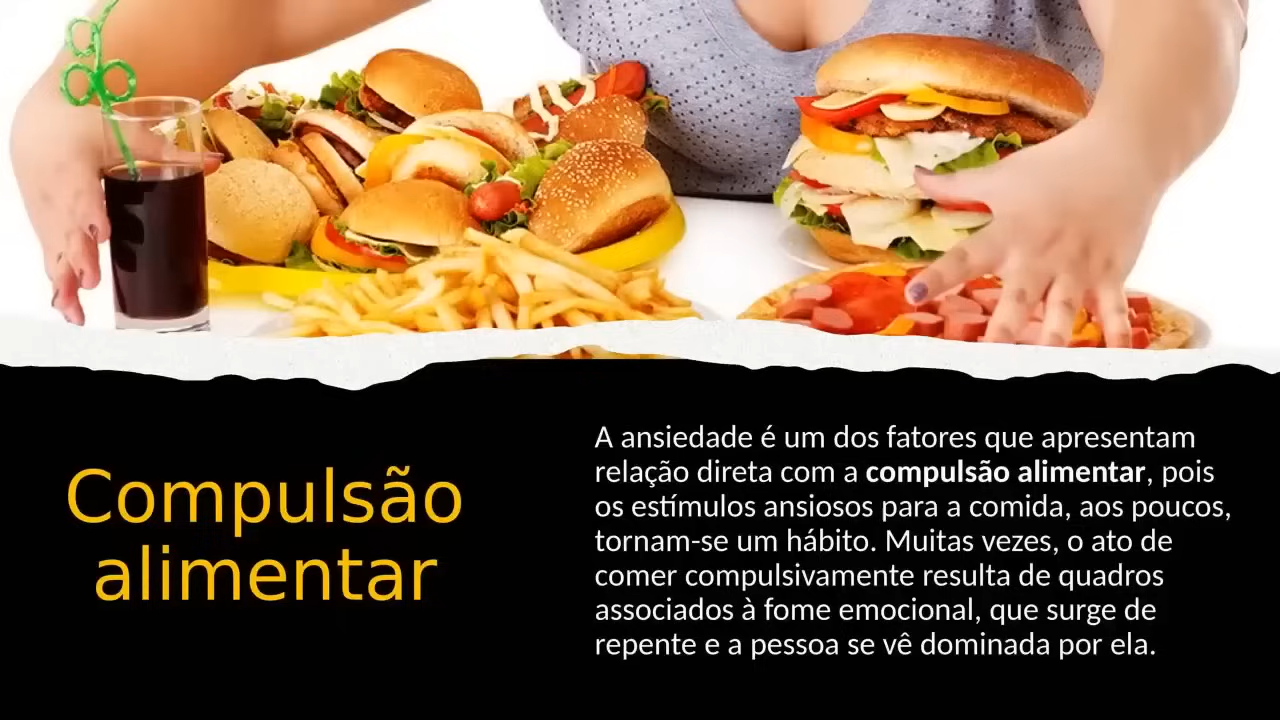 Compulsão
alimentar
A ansiedade é um dos fatores que apresentam
relação direta com a compulsão alimentar, pois
os estímulos ansiosos para a comida, aos poucos,
tornam-se um hábito. Muitas vezes, o ato de
comer compulsivamente resulta de quadros
associados à fome emocional, que surge de
repente e a pessoa se vê dominada por ela.